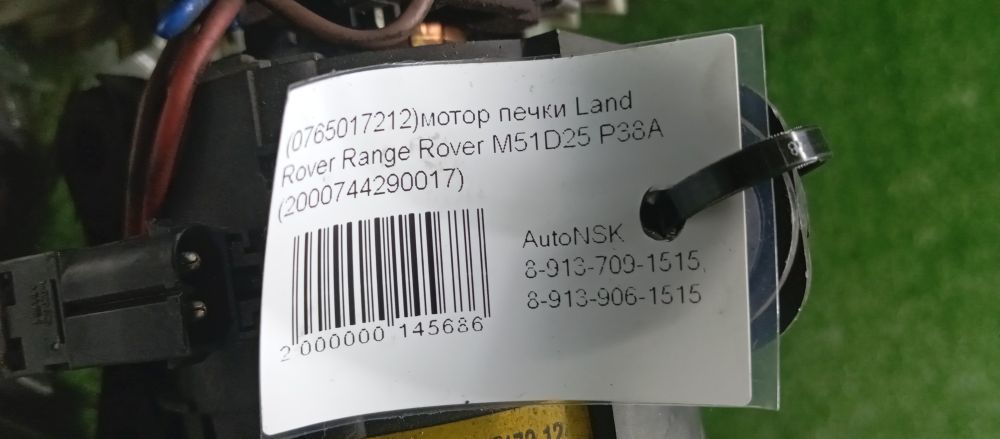 (0765017212)мотор печки Land
Rover Range Rover M51D25 P38A
(2000744290017)
AutoNSK
8-913-709-1515,
8-913-906-1515
2 000000 145686